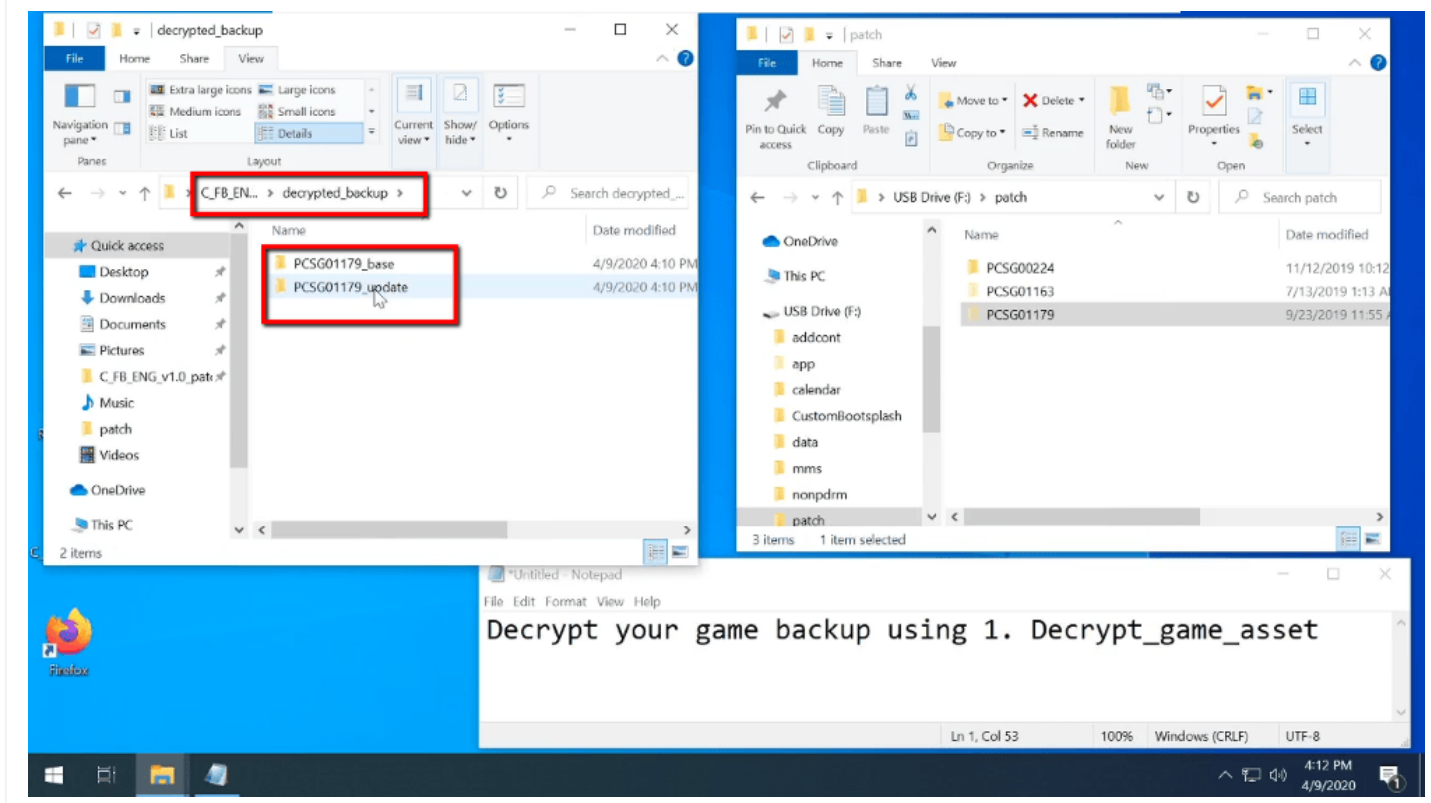 decrypted_backup
File Home Share View
Navigation pane
Extra large icons Large icons
Medium icons Small icons
List Details
Current view
Show/ hide
Options
Panes
Layout
C_FB_EN... > decrypted_backup >
Search decrypted_...
Name Date modified
Quick access
Desktop
Downloads
Documents
Pictures
C_FB_ENG_v1.0_patc
Music
patch
Videos
OneDrive
This PC
PCSG01179_base 4/9/2020 4:10 PM
PCSG01179_update 4/9/2020 4:10 PM
2 items
patch
File Home Share View
Pin to Quick access
Copy
Paste
Move to
Copy to
Delete
Rename
New folder
Properties
Select
Clipboard
Organize
New
Open
> USB Drive (F:) > patch
Search patch
Name Date modified
OneDrive
This PC
USB Drive (F:)
addcont
app
calendar
CustomBootsplash
data
mms
nonpdrm
patch
PCSG00224 11/12/2019 10:12
PCSG01163 7/13/2019 1:13 A
PCSG01179 9/23/2019 11:55
3 items 1 item selected
*Untitled - Notepad
File Edit Format View Help
Decrypt your game backup using 1. Decrypt_game_asset
Ln 1, Col 53 100% Windows (CRLF) UTF-8
Firefox
4:12 PM
4/9/2020
1